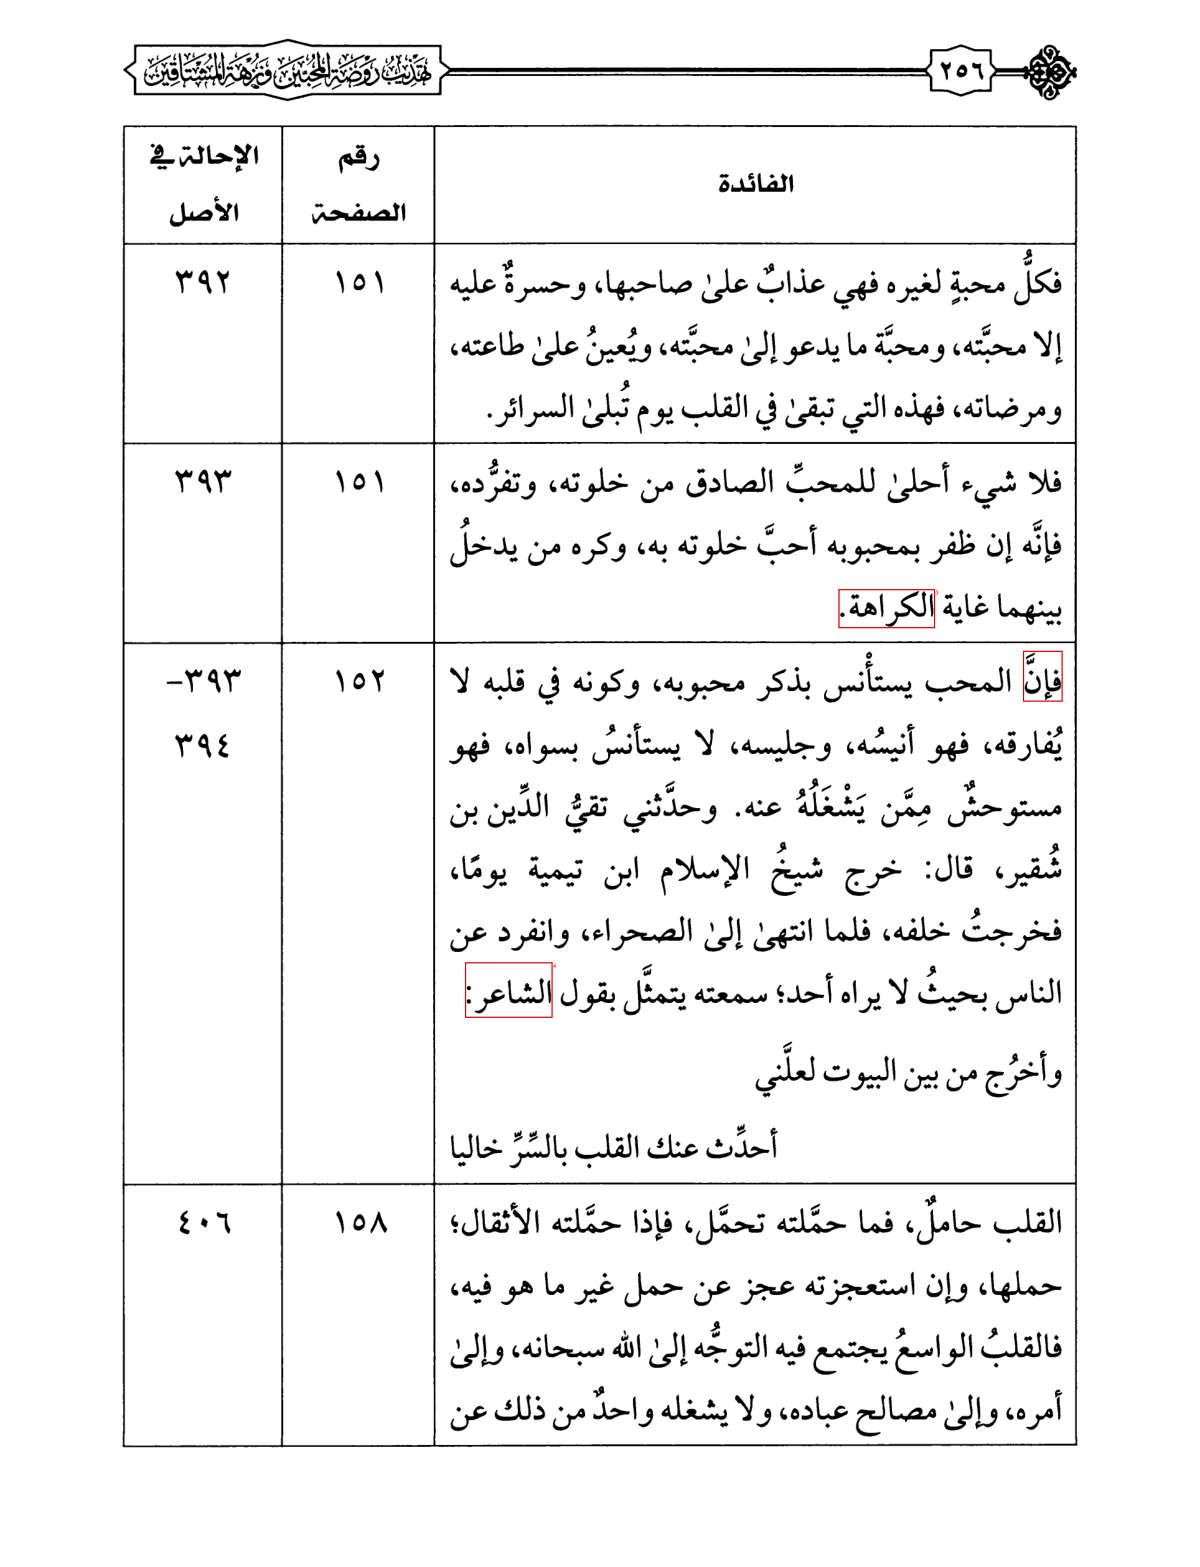 تهذيب روضة المحبين ونزهة المشتاقين
٢٥٦
الفائدة
رقم
الصفحة
الإحالة في
الأصل
فكلُّ محبةٍ لغيره فهي عذابٌ علىٰ صاحبها، وحسرةٌ عليه
إلا محبَّته، ومحبَّة ما يدعو إلىٰ محبَّته، ويُعينُ علىٰ طاعته،
ومرضاته، فهذه التي تبقىٰ في القلب يوم تُبلىٰ السرائر.
١٥١
٣٩٢
فلا شيء أحلىٰ للمحبِّ الصادق من خلوته، وتفرُّده،
فإنَّه إن ظفر بمحبوبه أحبَّ خلوته به، وكره من يدخلُ
بينهما غاية الكراهة.
١٥١
٣٩٣
فإنَّ المحب يستأْنس بذكر محبوبه، وكونه في قلبه لا
يُفارقه، فهو أنيسُه، وجليسه، لا يستأنسُ بسواه، فهو
مستوحشٌ مِمَّن يَشْغَلُهُ عنه. وحدَّثني تقيُّ الدِّين بن
شُقير، قال: خرج شيخُ الإسلام ابن تيمية يومًا،
فخرجتُ خلفه، فلما انتهىٰ إلىٰ الصحراء، وانفرد عن
الناس بحيثُ لا يراه أحد؛ سمعته يتمثَّل بقول الشاعر:
وأخرُج من بين البيوت لعلَّني
أحدِّث عنك القلب بالسِّرِّ خاليا
١٥٢
٣٩٣–
٣٩٤
القلب حاملٌ، فما حمَّلته تحمَّل، فإذا حمَّلته الأثقال؛
حملها، وإن استعجزته عجز عن حمل غير ما هو فيه،
فالقلبُ الواسعُ يجتمع فيه التوجُّه إلىٰ الله سبحانه، وإلىٰ
أمره، وإلىٰ مصالح عباده، ولا يشغله واحدٌ من ذلك عن
١٥٨
٤٠٦